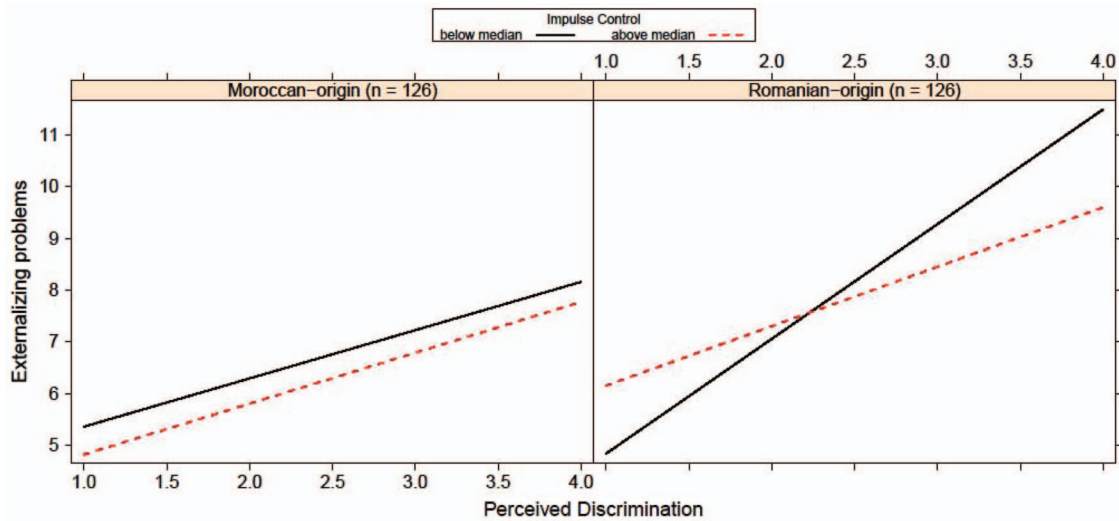 Impulse Control
below median above median
1.0 1.5 2.0 2.5 3.0 3.5 4.0
Moroccan−origin (n = 126) Romanian−origin (n = 126)
11
10
9
8
7
6
5
Externalizing problems
1.0 1.5 2.0 2.5 3.0 3.5 4.0
Perceived Discrimination